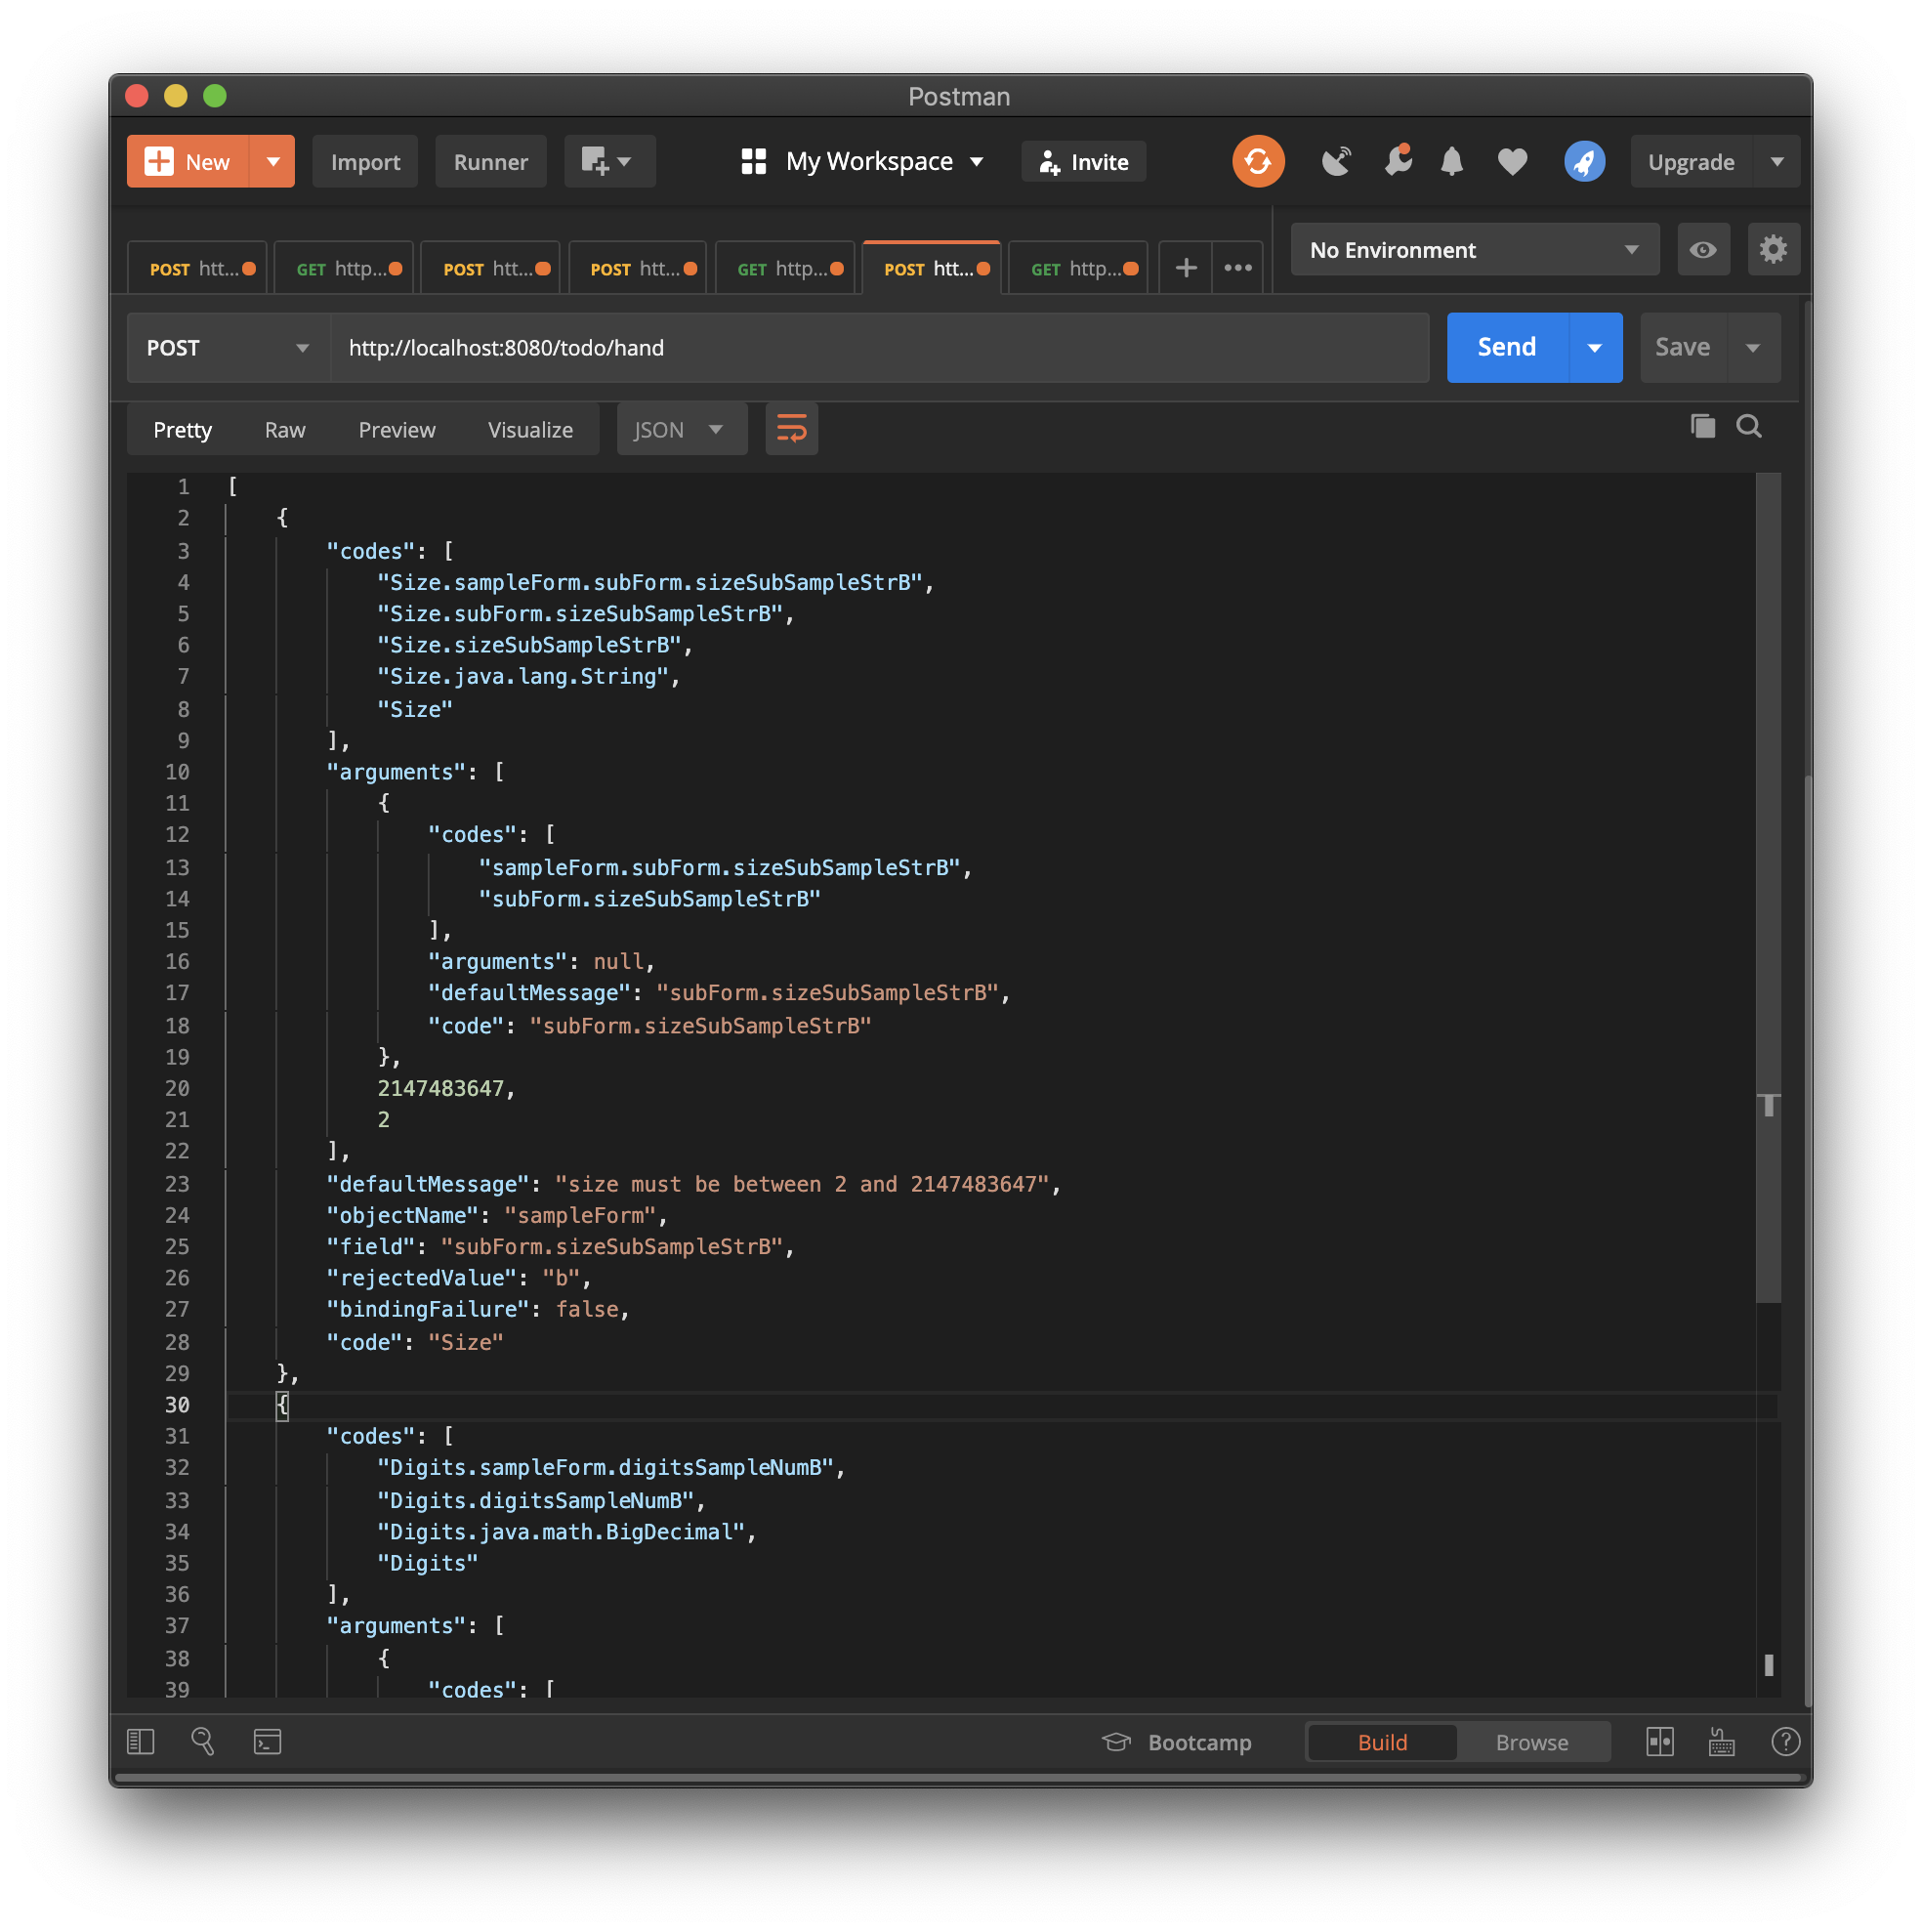 Postman
New Import Runner My Workspace Invite Upgrade
POST htt... GET http... POST htt... POST htt... GET http... POST htt... GET http... No Environment
POST http://localhost:8080/todo/hand Send Save
Pretty Raw Preview Visualize JSON
1 [
2 {
3 "codes": [
4 "Size.sampleForm.subForm.sizeSubSampleStrB",
5 "Size.subForm.sizeSubSampleStrB",
6 "Size.sizeSubSampleStrB",
7 "Size.java.lang.String",
8 "Size"
9 ],
10 "arguments": [
11 {
12 "codes": [
13 "sampleForm.subForm.sizeSubSampleStrB",
14 "subForm.sizeSubSampleStrB"
15 ],
16 "arguments": null,
17 "defaultMessage": "subForm.sizeSubSampleStrB",
18 "code": "subForm.sizeSubSampleStrB"
19 },
20 2147483647,
21 2
22 ],
23 "defaultMessage": "size must be between 2 and 2147483647",
24 "objectName": "sampleForm",
25 "field": "subForm.sizeSubSampleStrB",
26 "rejectedValue": "b",
27 "bindingFailure": false,
28 "code": "Size"
29 },
30 {
31 "codes": [
32 "Digits.sampleForm.digitsSampleNumB",
33 "Digits.digitsSampleNumB",
34 "Digits.java.math.BigDecimal",
35 "Digits"
36 ],
37 "arguments": [
38 {
39 "codes": [
Bootcamp Build Browse